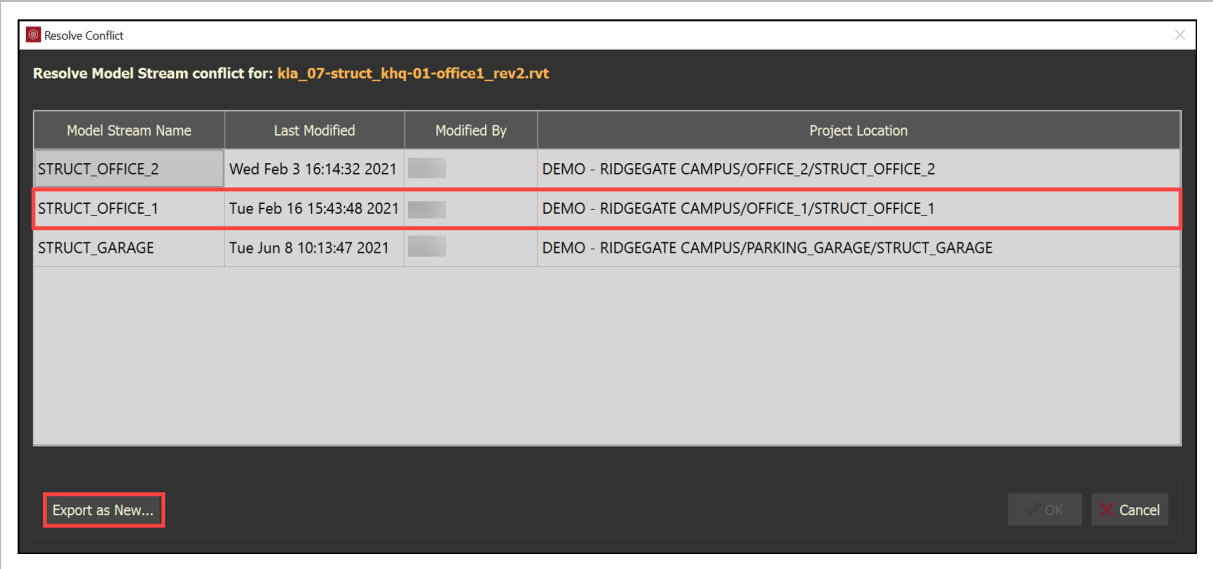 Resolve Conflict
Resolve Model Stream conflict for: kla_07-struct_khq-01-office1_rev2.rvt
Model Stream Name Last Modified Modified By Project Location
STRUCT_OFFICE_2 Wed Feb 3 16:14:32 2021 DEMO - RIDGEGATE CAMPUS/OFFICE_2/STRUCT_OFFICE_2
STRUCT_OFFICE_1 Tue Feb 16 15:43:48 2021 DEMO - RIDGEGATE CAMPUS/OFFICE_1/STRUCT_OFFICE_1
STRUCT_GARAGE Tue Jun 8 10:13:47 2021 DEMO - RIDGEGATE CAMPUS/PARKING_GARAGE/STRUCT_GARAGE
Export as New... OK Cancel